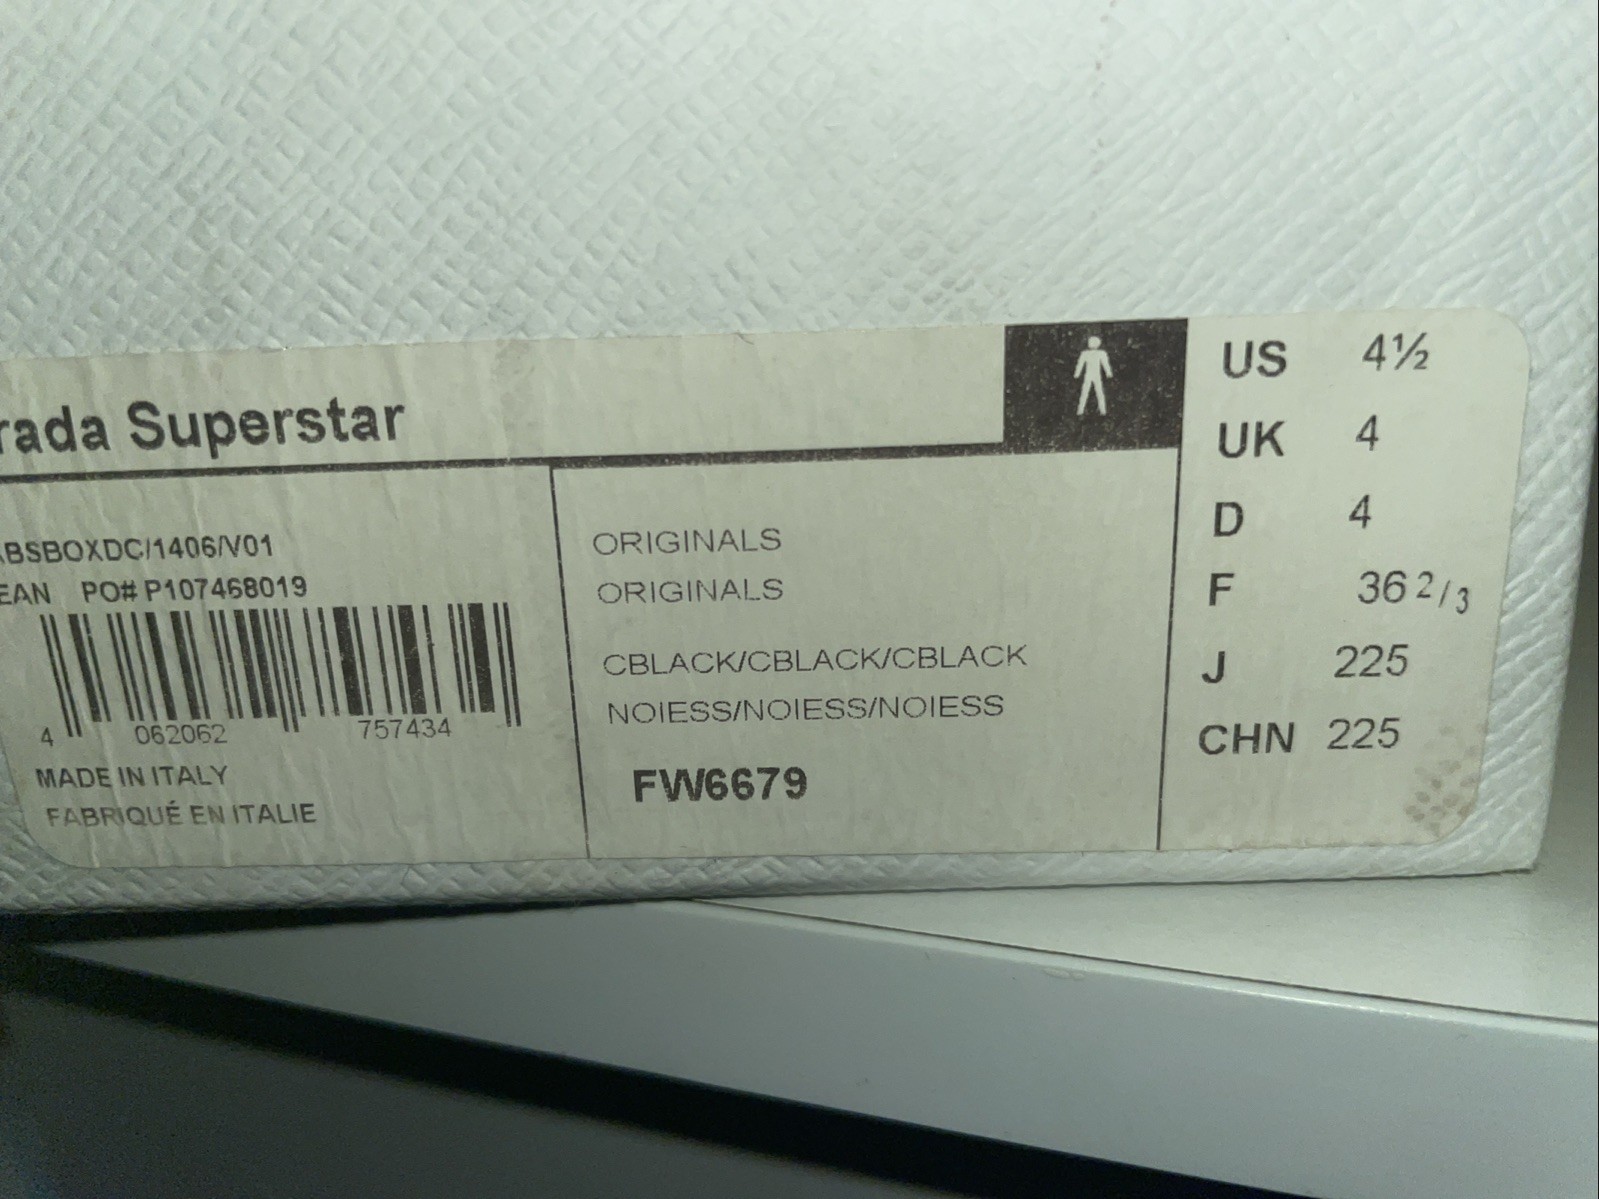 rada Superstar
BSBOXDC/1406/V01
EAN PO# P107468019
4 062062 757434
MADE IN ITALY
FABRIQUÉ EN ITALIE
ORIGINALS
ORIGINALS
CBLACK/CBLACK/CBLACK
NOIESS/NOIESS/NOIESS
FW6679
US 4½
UK 4
D 4
F 36 2/3
J 225
CHN 225